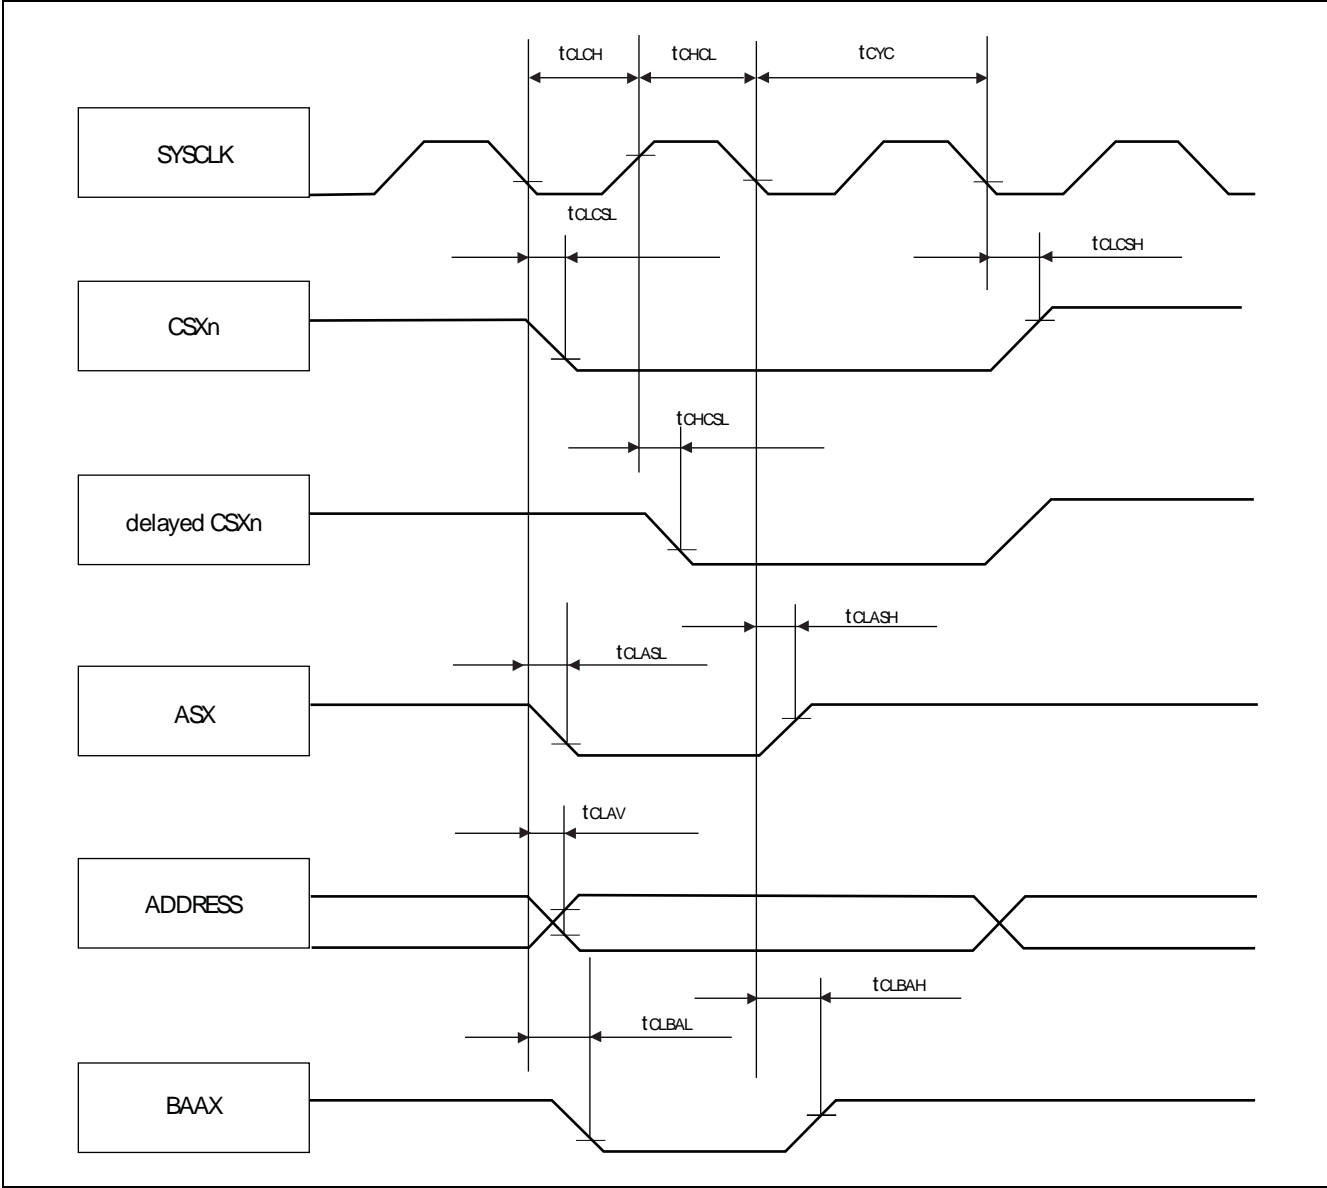 tCLCH tCHCL tCYC
SYSCLK
tCLCSL
tCLCSH
CSXn
tCHCSL
delayed CSXn
tCLASH
tCLASL
ASX
tCLAV
ADDRESS
tCLBAH
tCLBAL
BAAX